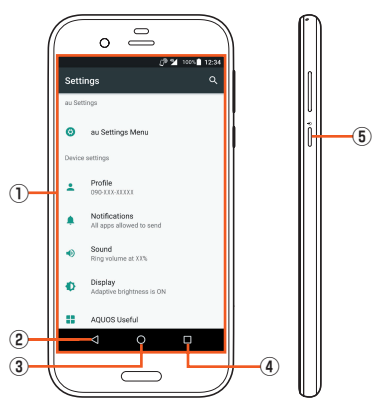 100% 12:34
Settings
au Settings
au Settings Menu
Device settings
Profile
090-XXX-XXXXX
Notifications
All apps allowed to send
Sound
Ring volume at XX%
Display
Adaptive brightness is ON
AQUOS Useful
①
②
③
④
⑤